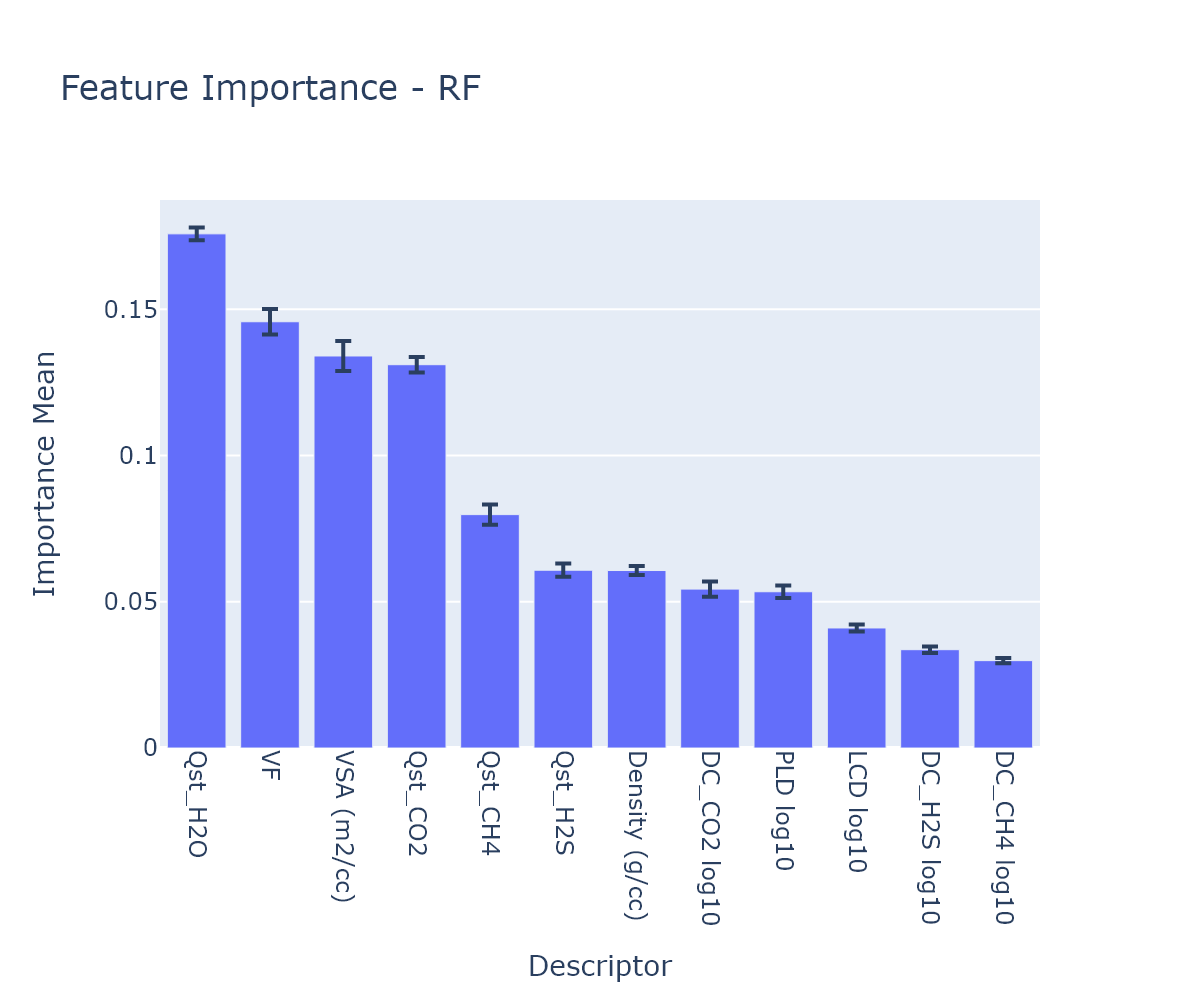 Feature Importance - RF
Importance Mean
0.15
0.1
0.05
0
Qst_H2O
VF
VSA (m2/cc)
Qst_CO2
Qst_CH4
Qst_H2S
Density (g/cc)
DC_CO2 log10
PLD log10
LCD log10
DC_H2S log10
DC_CH4 log10
Descriptor